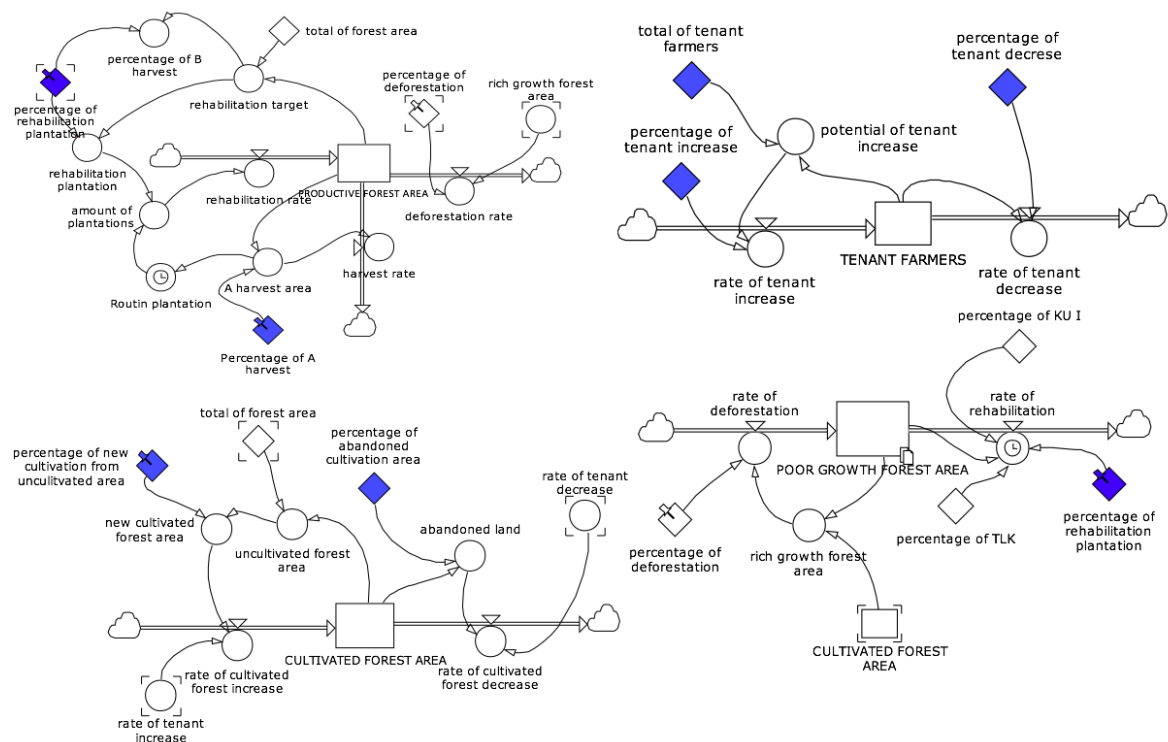 total of forest area
percentage of B
harvest
percentage of
rehabilitation
plantation
rehabilitation target
percentage of
deforestation
rich growth forest
area
rehabilitation
plantation
PRODUCTIVE FOREST AREA
rehabilitation rate
amount of
plantations
deforestation rate
harvest rate
Routin plantation
A harvest area
Percentage of A
harvest
total of tenant
farmers
percentage of
tenant decrese
percentage of
tenant increase
potential of tenant
increase
TENANT FARMERS
rate of tenant
increase
rate of tenant
decrease
total of forest area
percentage of new
cultivation from
uncultivated area
percentage of
abandoned
cultivation area
rate of tenant
decrease
new cultivated
forest area
uncultivated forest
area
abandoned land
CULTIVATED FOREST AREA
rate of cultivated
forest increase
rate of cultivated
forest decrease
rate of tenant
increase
percentage of KU I
rate of
deforestation
rate of
rehabilitation
POOR GROWTH FOREST AREA
percentage of
deforestation
rich growth forest
area
percentage of TLK
percentage of
rehabilitation
plantation
CULTIVATED FOREST
AREA